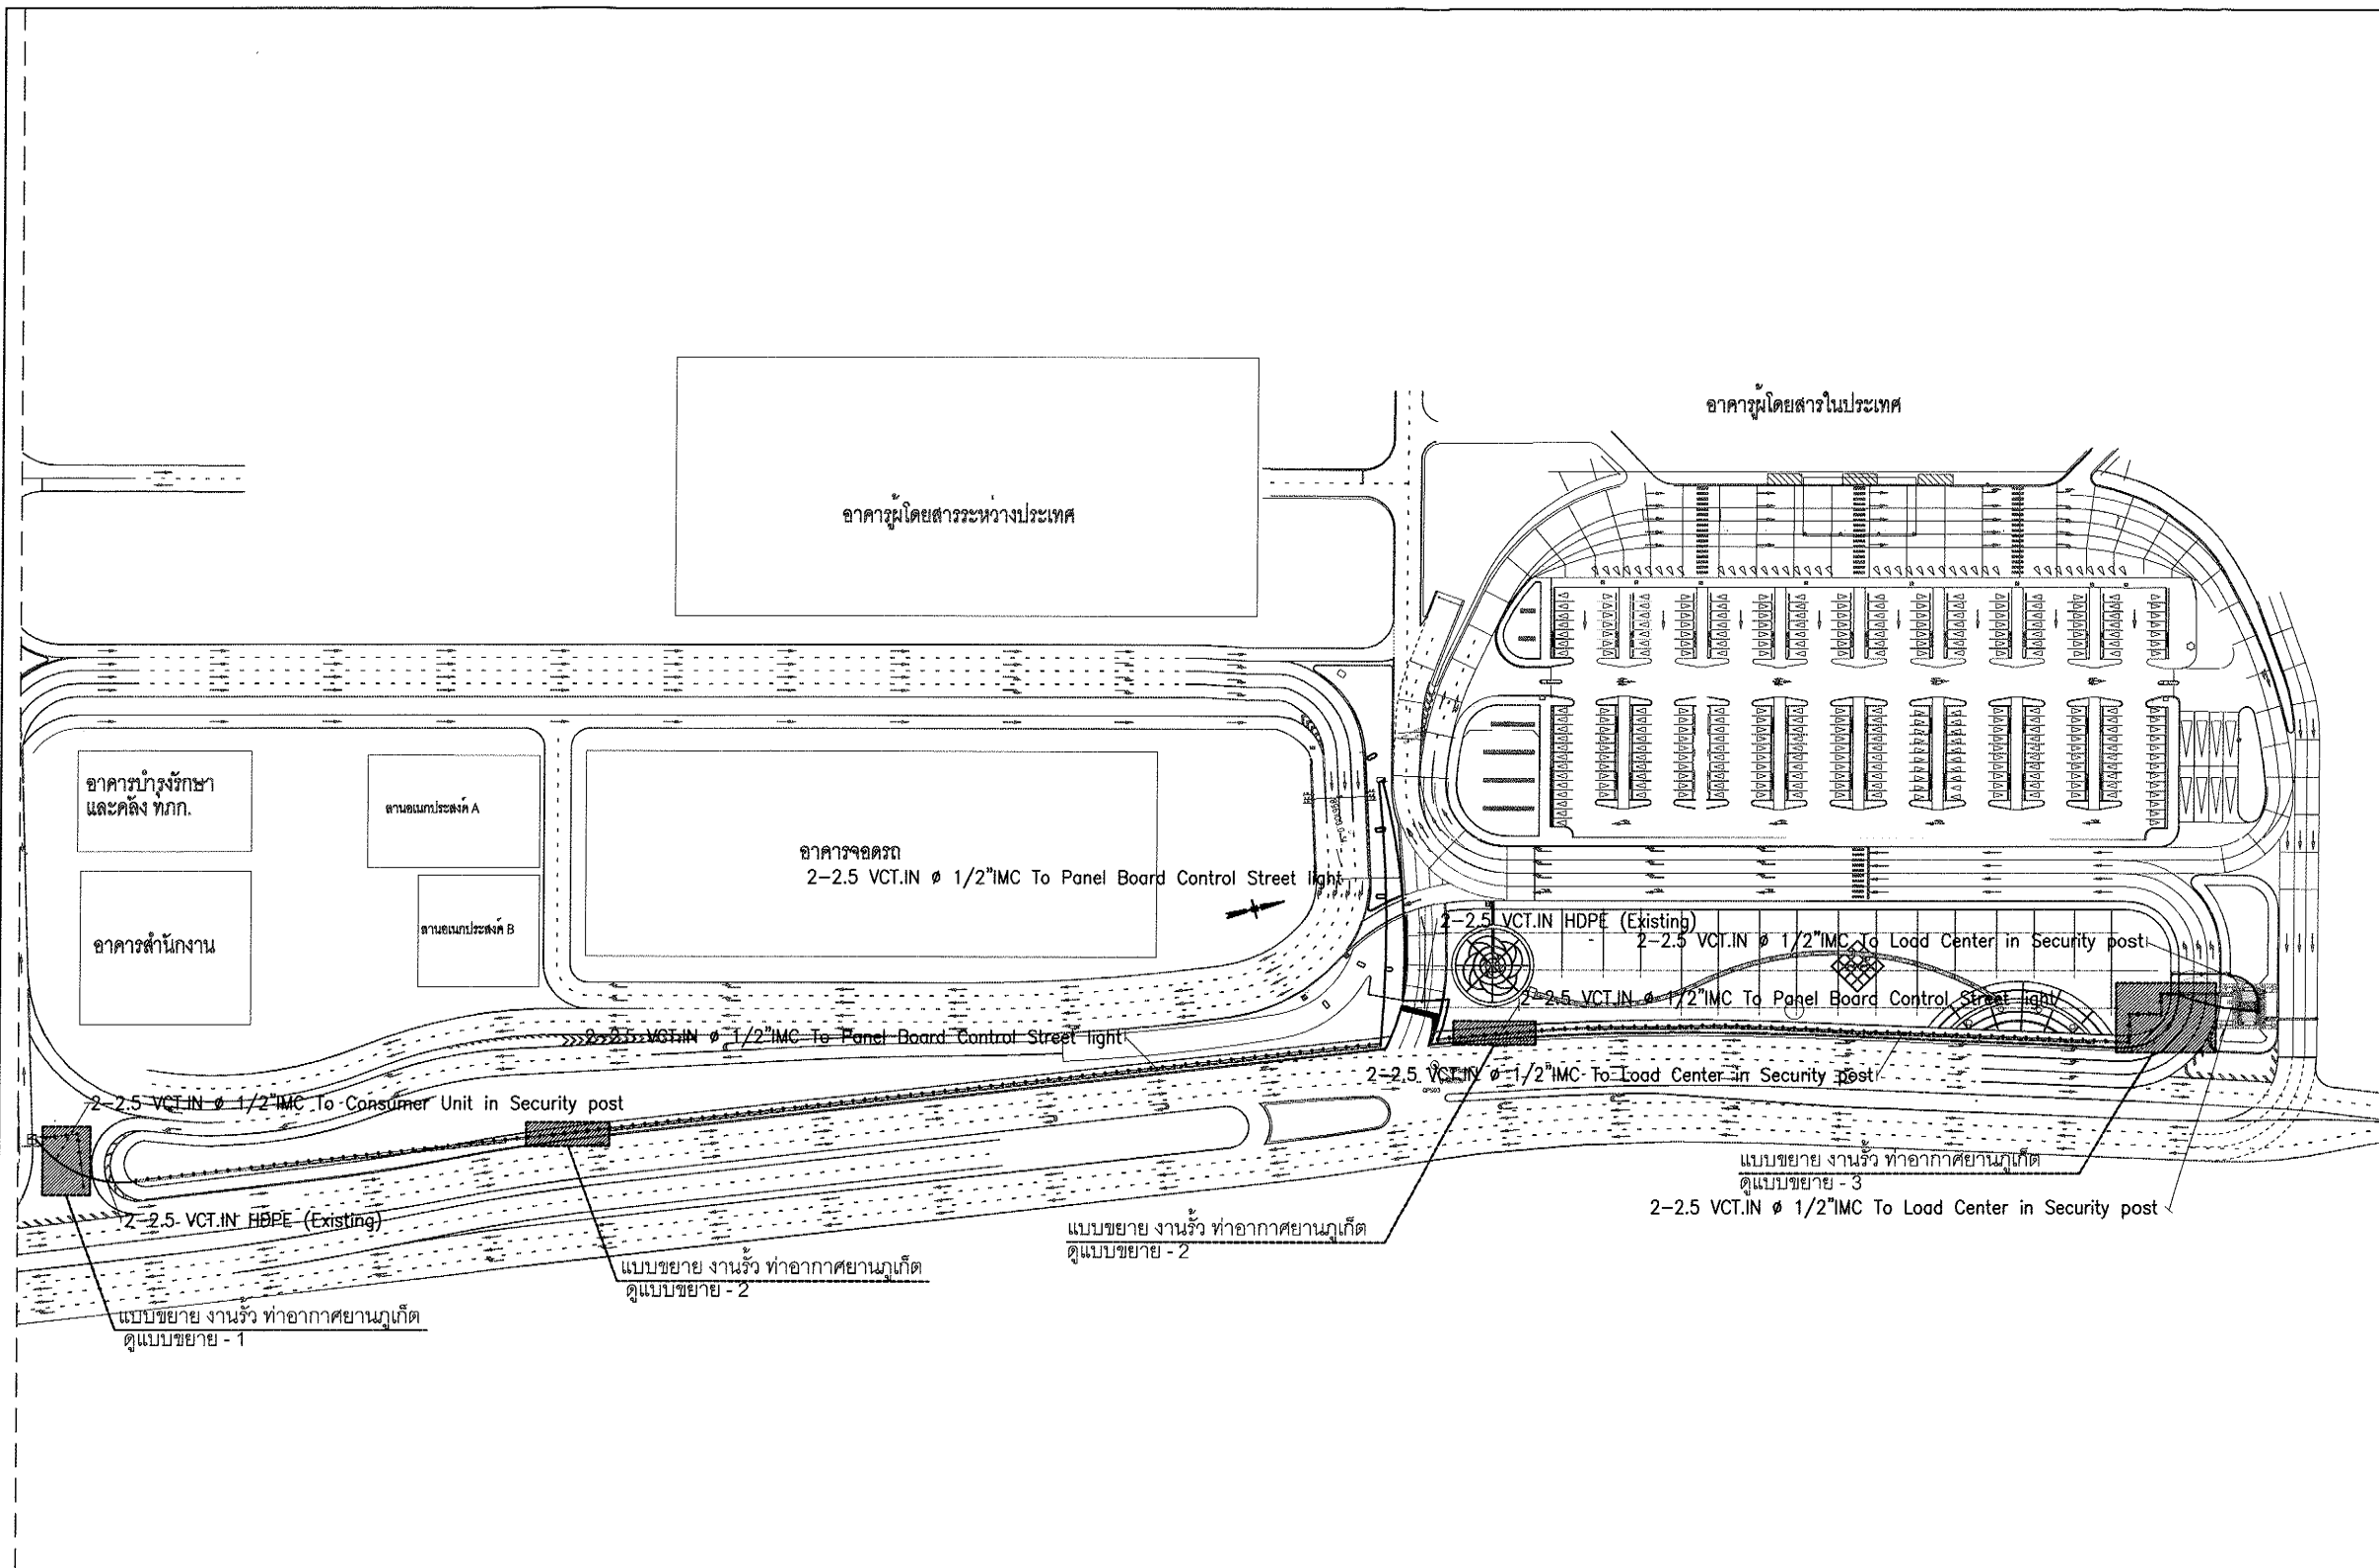 อาคารผู้โดยสารในประเทศ
อาคารผู้โดยสารระหว่างประเทศ
อาคารบำรุงรักษา
และคลัง ทภก.
ลานอเนกประสงค์ A
อาคารจอดรถ
2-2.5 VCT.IN ø 1/2"IMC To Panel Board Control Street light
อาคารสำนักงาน
ลานอเนกประสงค์ B
2-2.5 VCT.IN HDPE (Existing)
2-2.5 VCT.IN ø 1/2"IMC To Load Center in Security post
2-2.5 VCT.IN ø 1/2"IMC To Panel Board Control Street light
2-2.5 VCT.IN ø 1/2"IMC To Panel Board Control Street light
2-2.5 VCT.IN ø 1/2"IMC To Load Center in Security post
2-2.5 VCT.IN ø 1/2"IMC To Consumer Unit in Security post
แบบขยาย งานรั้ว ท่าอากาศยานภูเก็ต
ดูแบบขยาย - 3
2-2.5 VCT.IN ø 1/2"IMC To Load Center in Security post
2-2.5 VCT.IN HDPE (Existing)
แบบขยาย งานรั้ว ท่าอากาศยานภูเก็ต
ดูแบบขยาย - 2
แบบขยาย งานรั้ว ท่าอากาศยานภูเก็ต
ดูแบบขยาย - 2
แบบขยาย งานรั้ว ท่าอากาศยานภูเก็ต
ดูแบบขยาย - 1